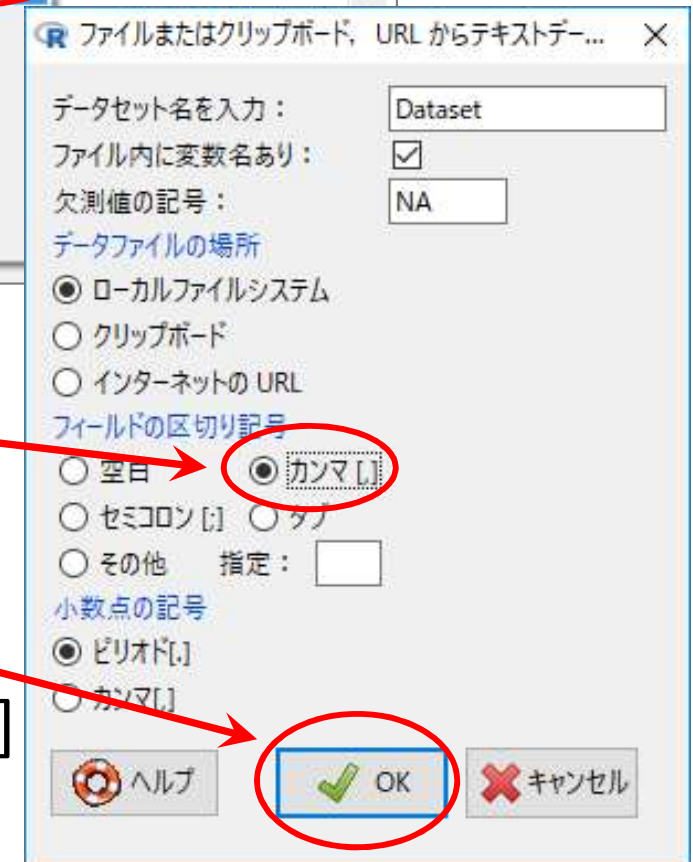 ファイルまたはクリップボード, URL からテキストデー...
データセット名を入力： Dataset
ファイル内に変数名あり：
欠測値の記号： NA
データファイルの場所
ローカルファイルシステム
クリップボード
インターネットの URL
フィールドの区切り記号
空白 カンマ [,]
セミコロン [;] タブ
その他 指定：
小数点の記号
ピリオド[.]
カンマ[,]
]
ヘルプ OK キャンセル